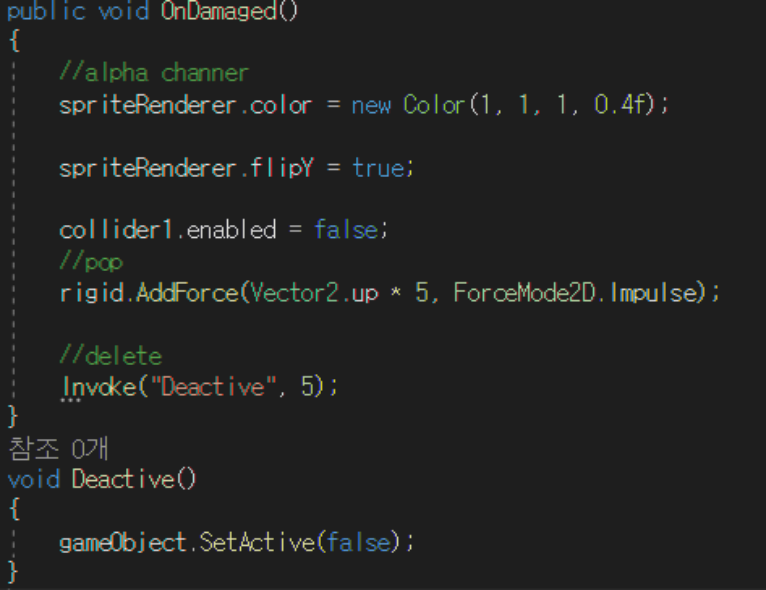 public void OnDamaged()
{
//alpha channer
spriteRenderer.color = new Color(1, 1, 1, 0.4f);
spriteRenderer.flipY = true;
collider1.enabled = false;
//pop
rigid.AddForce(Vector2.up * 5, ForceMode2D.Impulse);
//delete
Invoke("Deactive", 5);
}
참조 0개
void Deactive()
{
gameObject.SetActive(false);
}